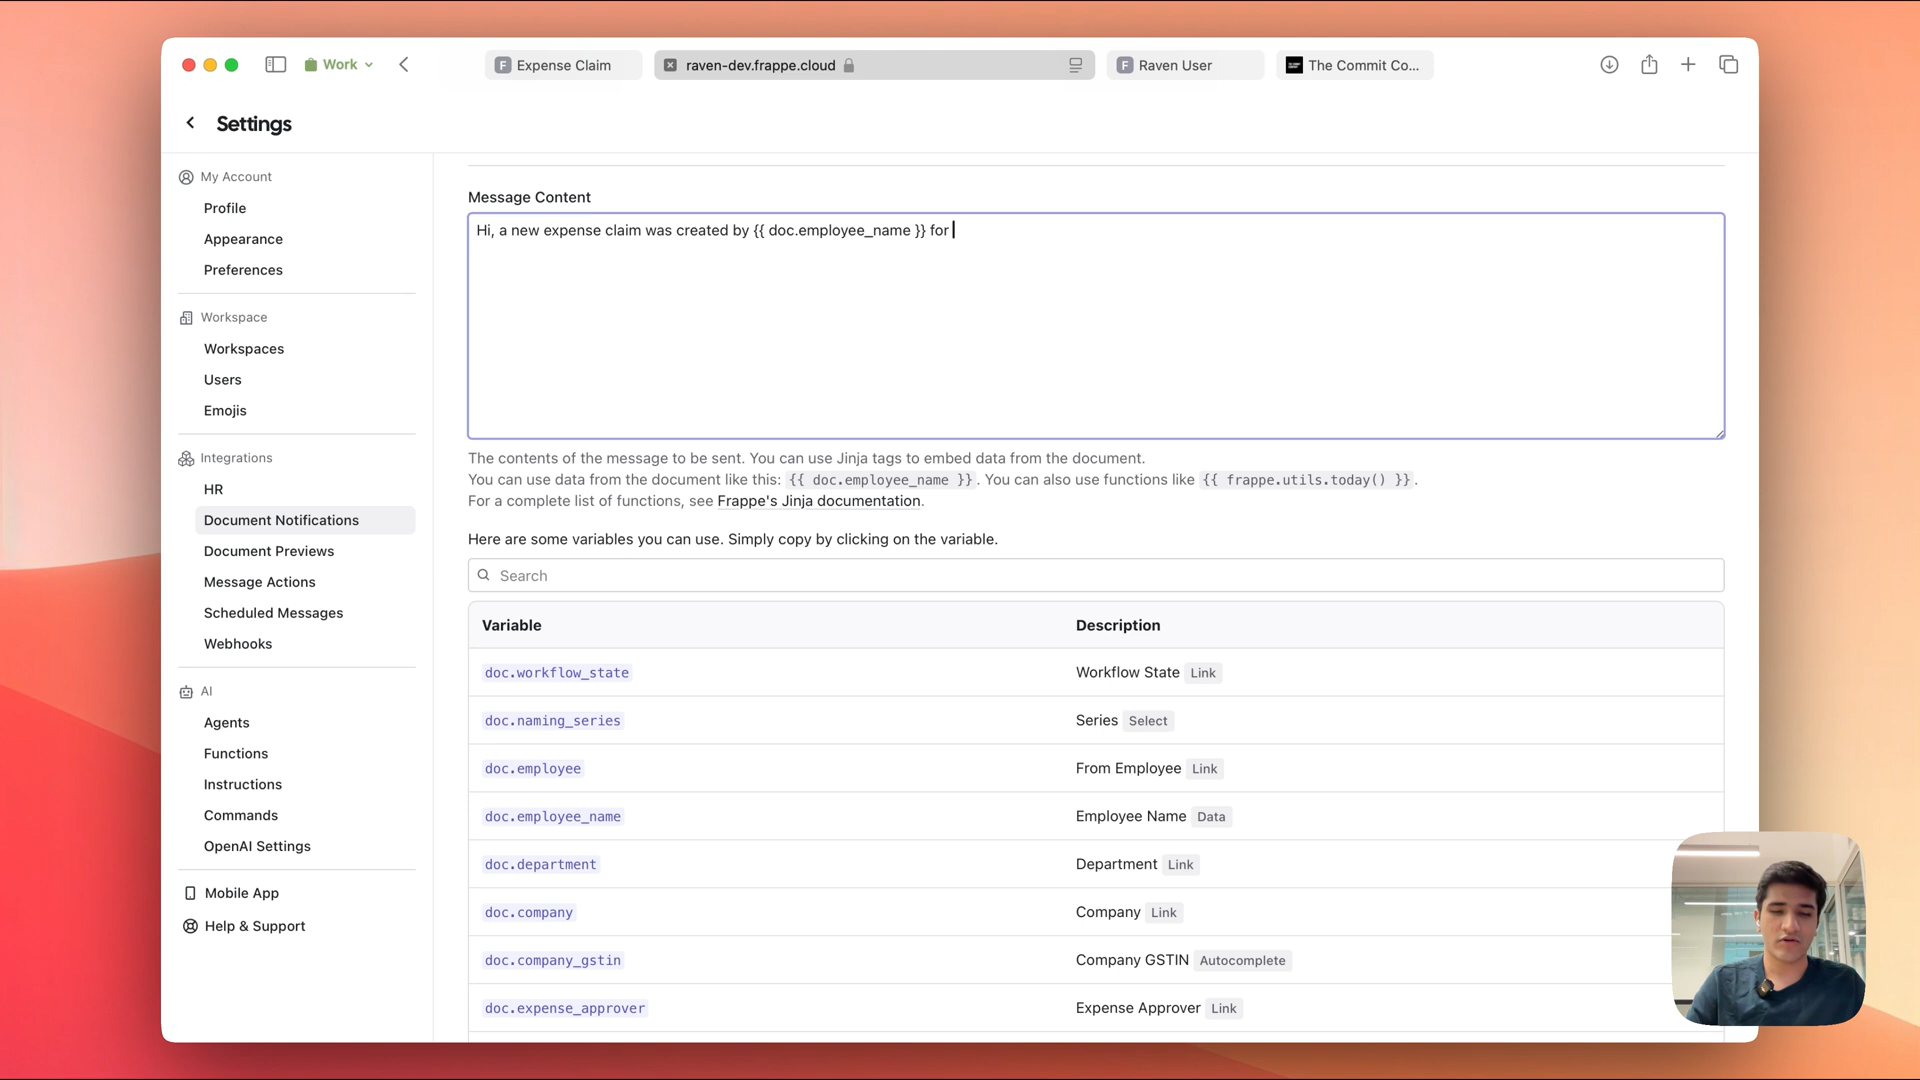 Work
Expense Claim
raven-dev.frappe.cloud
Raven User
The Commit Co...
Settings
My Account
Profile
Appearance
Preferences
Workspace
Workspaces
Users
Emojis
Integrations
HR
Document Notifications
Document Previews
Message Actions
Scheduled Messages
Webhooks
AI
Agents
Functions
Instructions
Commands
OpenAI Settings
Mobile App
Help & Support
Message Content
Hi, a new expense claim was created by {{ doc.employee_name }} for
The contents of the message to be sent. You can use Jinja tags to embed data from the document.
You can use data from the document like this: {{ doc.employee_name }}. You can also use functions like {{ frappe.utils.today() }}.
For a complete list of functions, see Frappe's Jinja documentation.
Here are some variables you can use. Simply copy by clicking on the variable.
Search
Variable Description
doc.workflow_state Workflow State Link
doc.naming_series Series Select
doc.employee From Employee Link
doc.employee_name Employee Name Data
doc.department Department Link
doc.company Company Link
doc.company_gstin Company GSTIN Autocomplete
doc.expense_approver Expense Approver Link